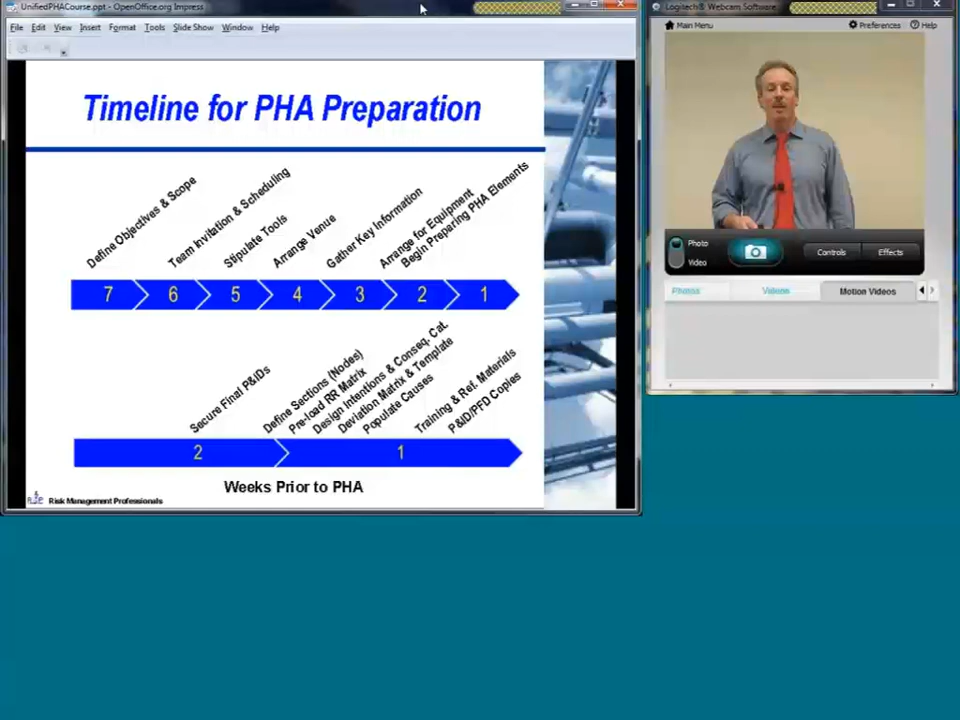 UnifiedPHACourse.ppt - OpenOffice.org Impress
File Edit View Insert Format Tools Slide Show Window Help
Timeline for PHA Preparation
Define Objectives & Scope
Team Invitation & Scheduling
Stipulate Tools
Arrange Venue
Gather Key Information
Arrange for Equipment
Begin Preparing PHA Elements
7 6 5 4 3 2 1
Secure Final P&IDs
Define Sections (Nodes)
Pre-load RR Matrix
Design Intentions & Conseq. Cat.
Deviation Matrix & Template
Populate Causes
Training & Ref. Materials
P&ID/PFD Copies
2 1
Weeks Prior to PHA
Risk Management Professionals
Logitech® Webcam Software
Main Menu Preferences Help
Photo
Video
Controls Effects
Photos Videos Motion Videos